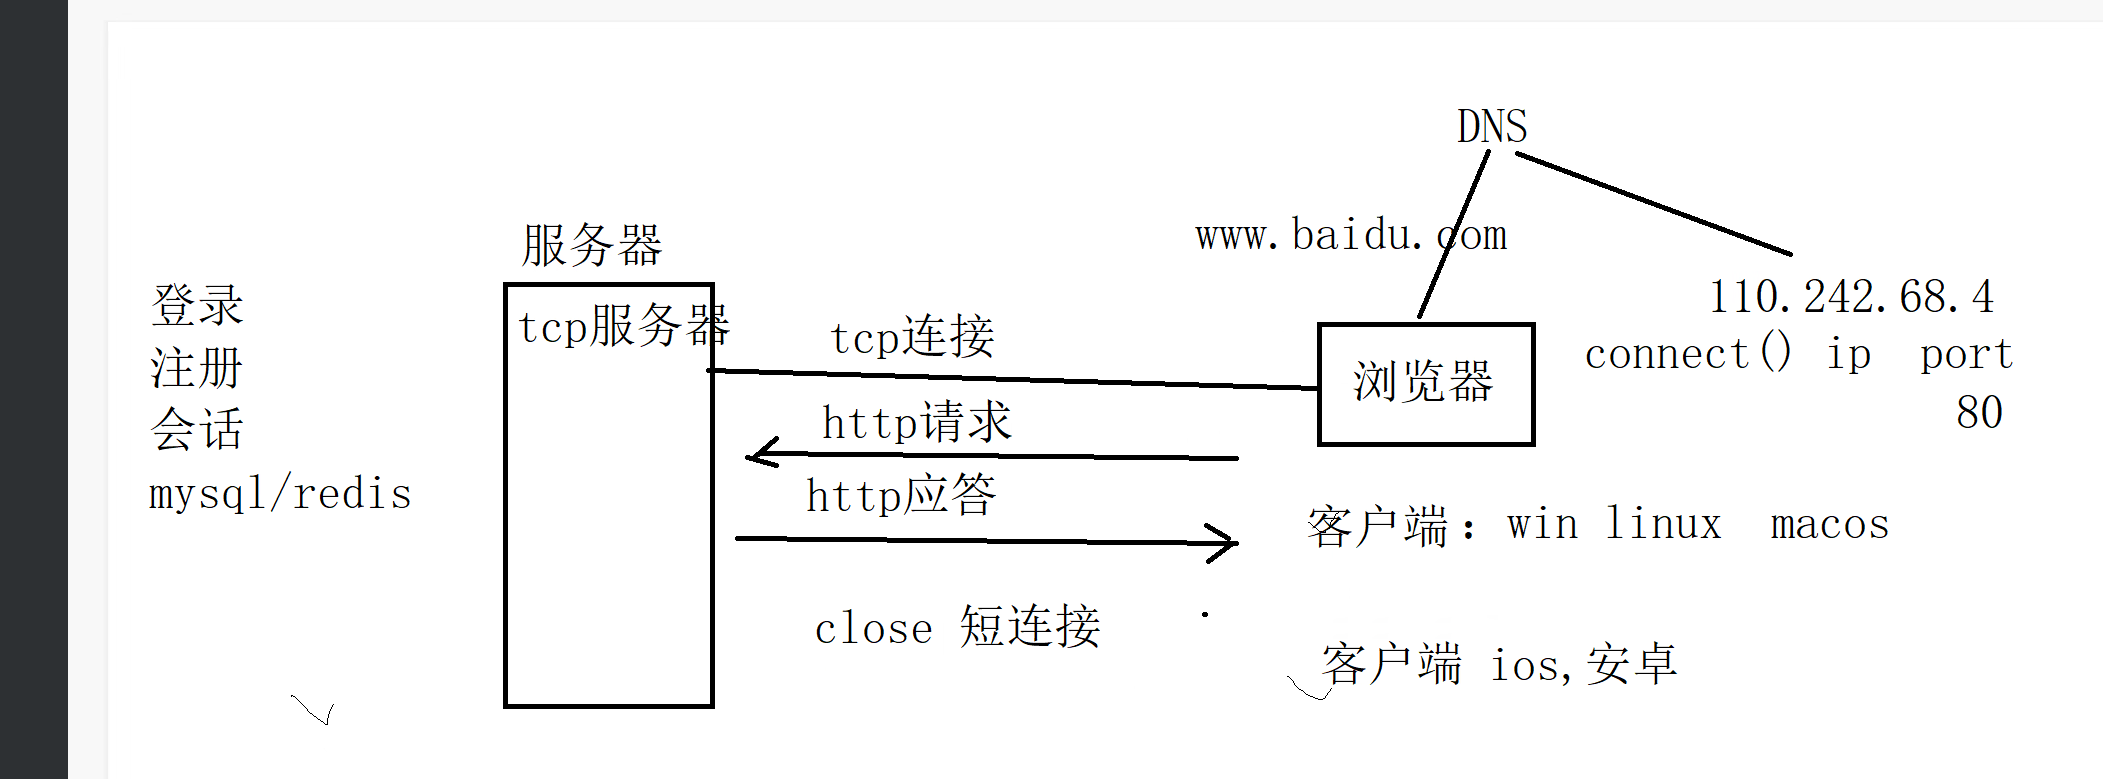 DNS
www.baidu.com
服务器
110.242.68.4
登录
tcp服务器
tcp连接
connect() ip  port
注册
浏览器
http请求
80
会话
mysql/redis
http应答
客户端：win linux  macos
close 短连接
客户端 ios,安卓